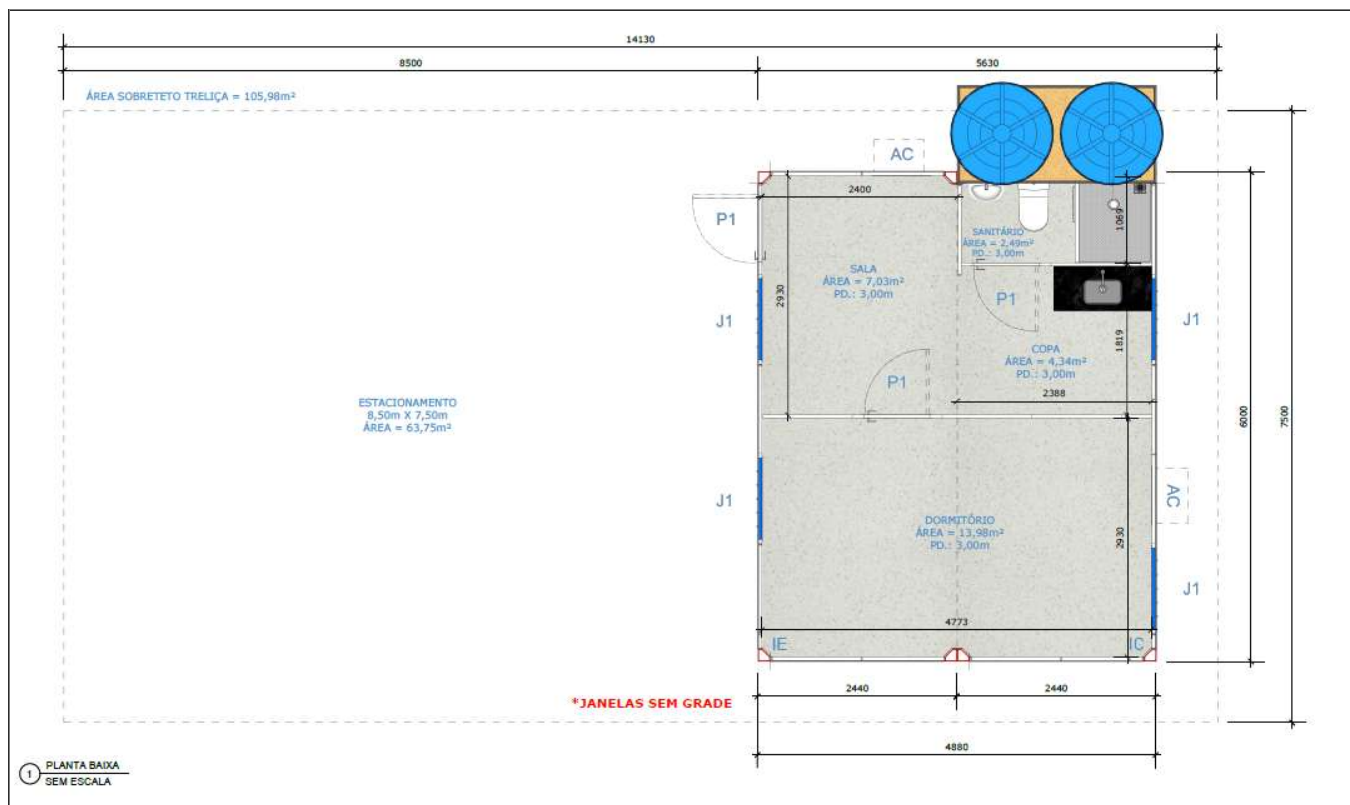 14130
8500
5630
ÁREA SOBRETETO TRELIÇA = 105,98m²
AC
2400
P1
1069
SANITÁRIO
ÁREA = 2,49m²
PD.: 3,00m
SALA
ÁREA = 7,03m²
PD.: 3,00m
2930
P1
J1
J1
1819
COPA
ÁREA = 4,34m²
PD.: 3,00m
P1
2388
ESTACIONAMENTO
8,50m X 7,50m
ÁREA = 63,75m²
6000
7500
J1
AC
DORMITÓRIO
ÁREA = 13,98m²
PD.: 3,00m
2930
J1
4773
IE
IC
2440
2440
*JANELAS SEM GRADE
4880
1
PLANTA BAIXA
SEM ESCALA